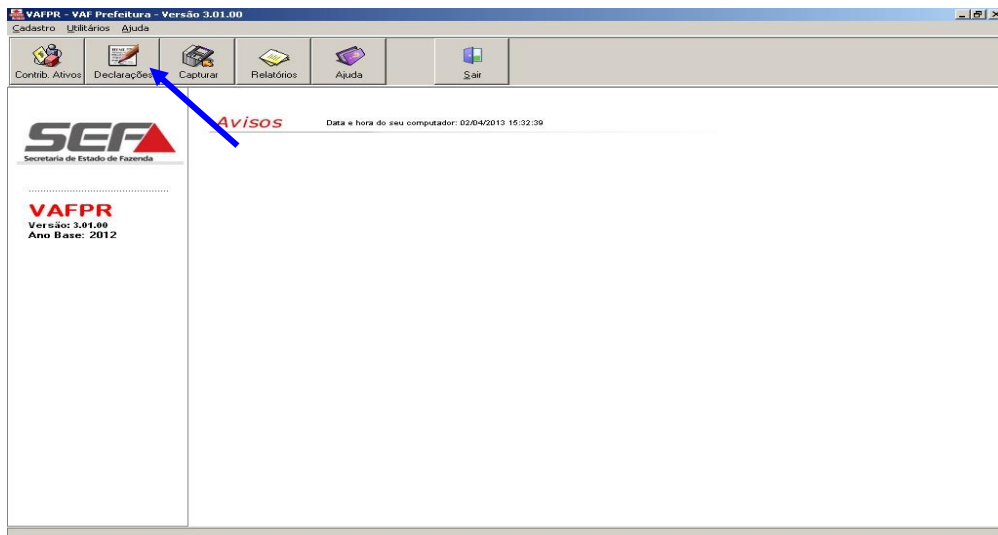 VAFPR - VAF Prefeitura - Versão 3.01.00
Cadastro Utilitários Ajuda
Contrib. Ativos Declarações Capturar Relatórios Ajuda Sair
Avisos Data e hora do seu computador: 02/04/2013 15:32:39
SEFA
Secretaria de Estado de Fazenda
VAFPR
Versão: 3.01.00
Ano Base: 2012